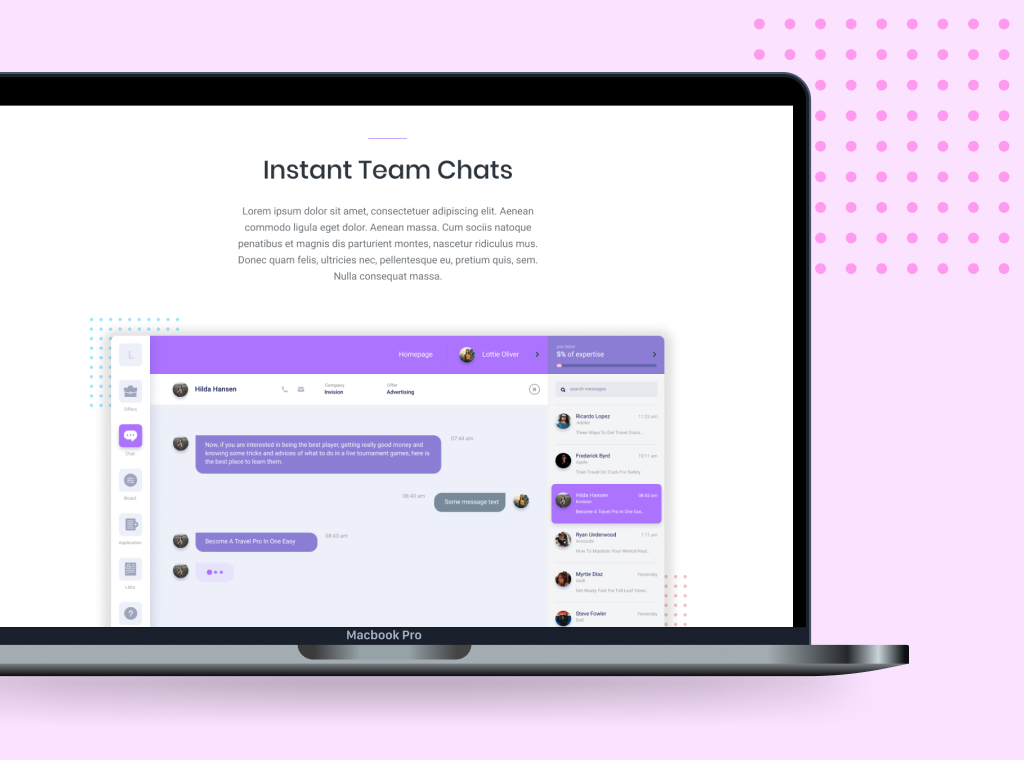 Instant Team Chats
Lorem ipsum dolor sit amet, consectetuer adipiscing elit. Aenean
commodo ligula eget dolor. Aenean massa. Cum sociis natoque
penatibus et magnis dis parturient montes, nascetur ridiculus mus.
Donec quam felis, ultricies nec, pellentesque eu, pretium quis, sem.
Nulla consequat massa.
L
Offers
Chat
Board
Application
Lists
?
Homepage
Lottie Oliver
you have
5% of expertise
Hilda Hansen
Company
Invision
Offer
Advertising
07:44 am
Now, if you are interested in being the best player, getting really good money and
knowing some tricks and advices of what to do in a live tournament games, here is
the best place to learn them.
08:43 am
Some message text
Become A Travel Pro In One Easy
08:43 am
search messages
Ricardo Lopez
11:23 am
Adobe
Three Ways To Get Travel
Frederick Byrd
10:11 am
Apple
Train Travel On Track For Safety
Hilda Hansen
08:43 am
Invision
Become A Travel Pro In One Eas..
Ryan Underwood
7:11 am
How To Maintain Your Mental Heal..
Myrtie Diaz
Yesterday
Get Ready Fast For Fall Leaf
Steve Fowler
Yesterday
Dell
Macbook Pro